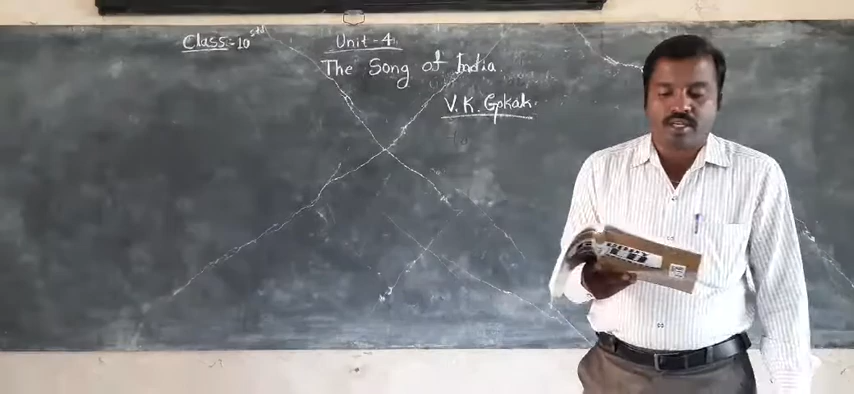 Class:- 10th
Unit - 4
The Song of India.
V. K. Gokak.